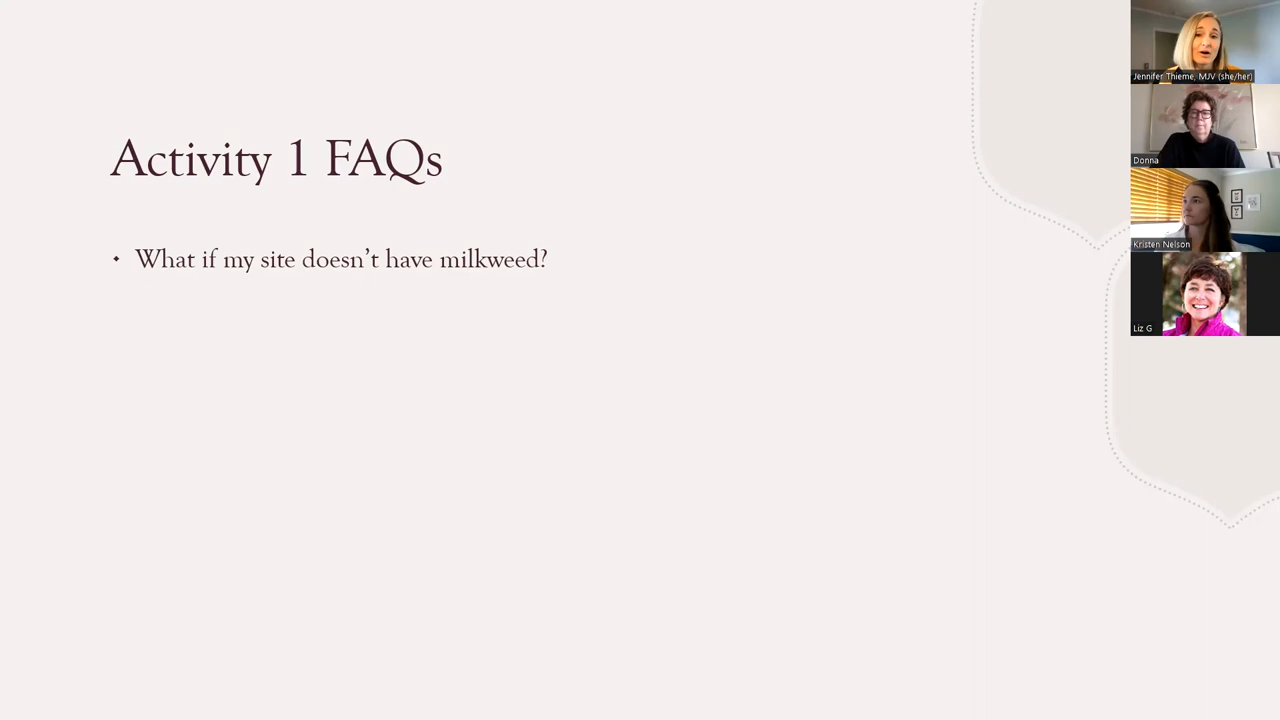 Activity 1 FAQs
• What if my site doesn’t have milkweed?
Jennifer Thieme, MJV (she/her)
Donna
Kristen Nelson
Liz G